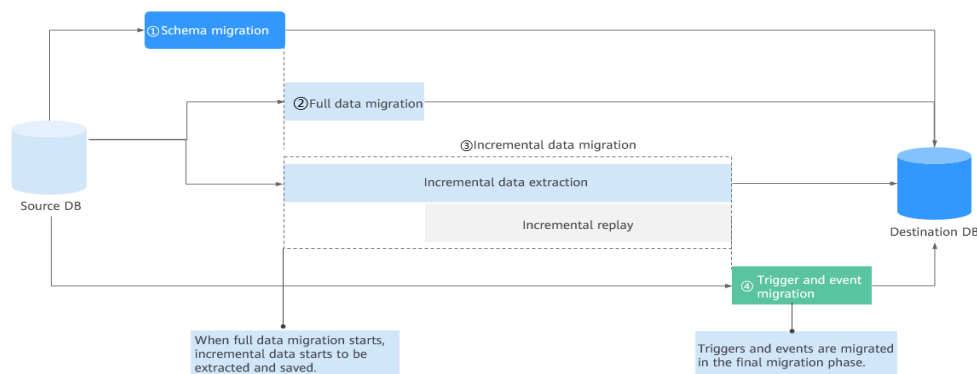 ①Schema migration
②Full data migration
③Incremental data migration
Incremental data extraction
Source DB
Incremental replay
Destination DB
④ Trigger and event
migration
When full data migration starts,
incremental data starts to be
extracted and saved.
Triggers and events are migrated
in the final migration phase.